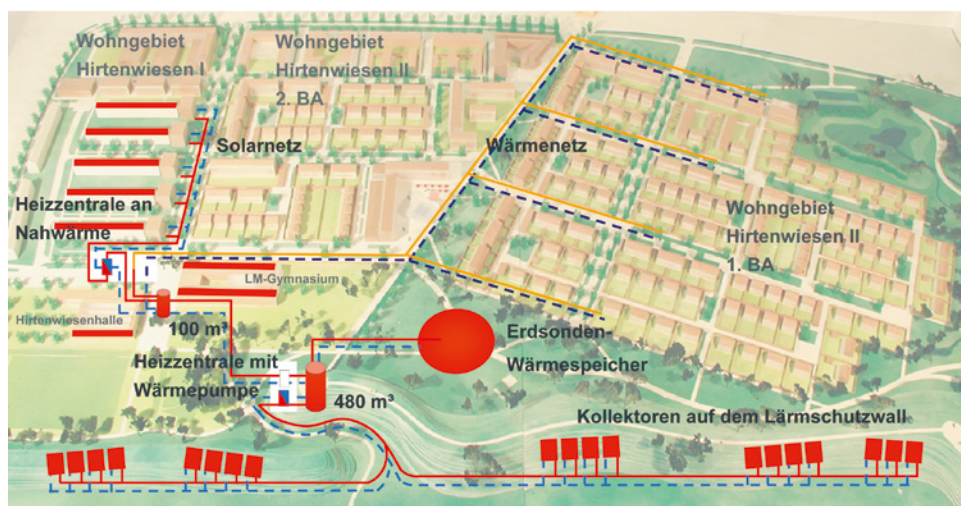 Wohngebiet
Hirtenwiesen I
Wohngebiet
Hirtenwiesen II
2. BA
Solarnetz
Wärmenetz
Heizzentrale an
Nahwärme
Wohngebiet
Hirtenwiesen II
1. BA
LM-Gymnasium
Hirtenwiesenhalle
100 m³
Erdsonden-
Wärmespeicher
Heizzentrale mit
Wärmepumpe
480 m³
Kollektoren auf dem Lärmschutzwall